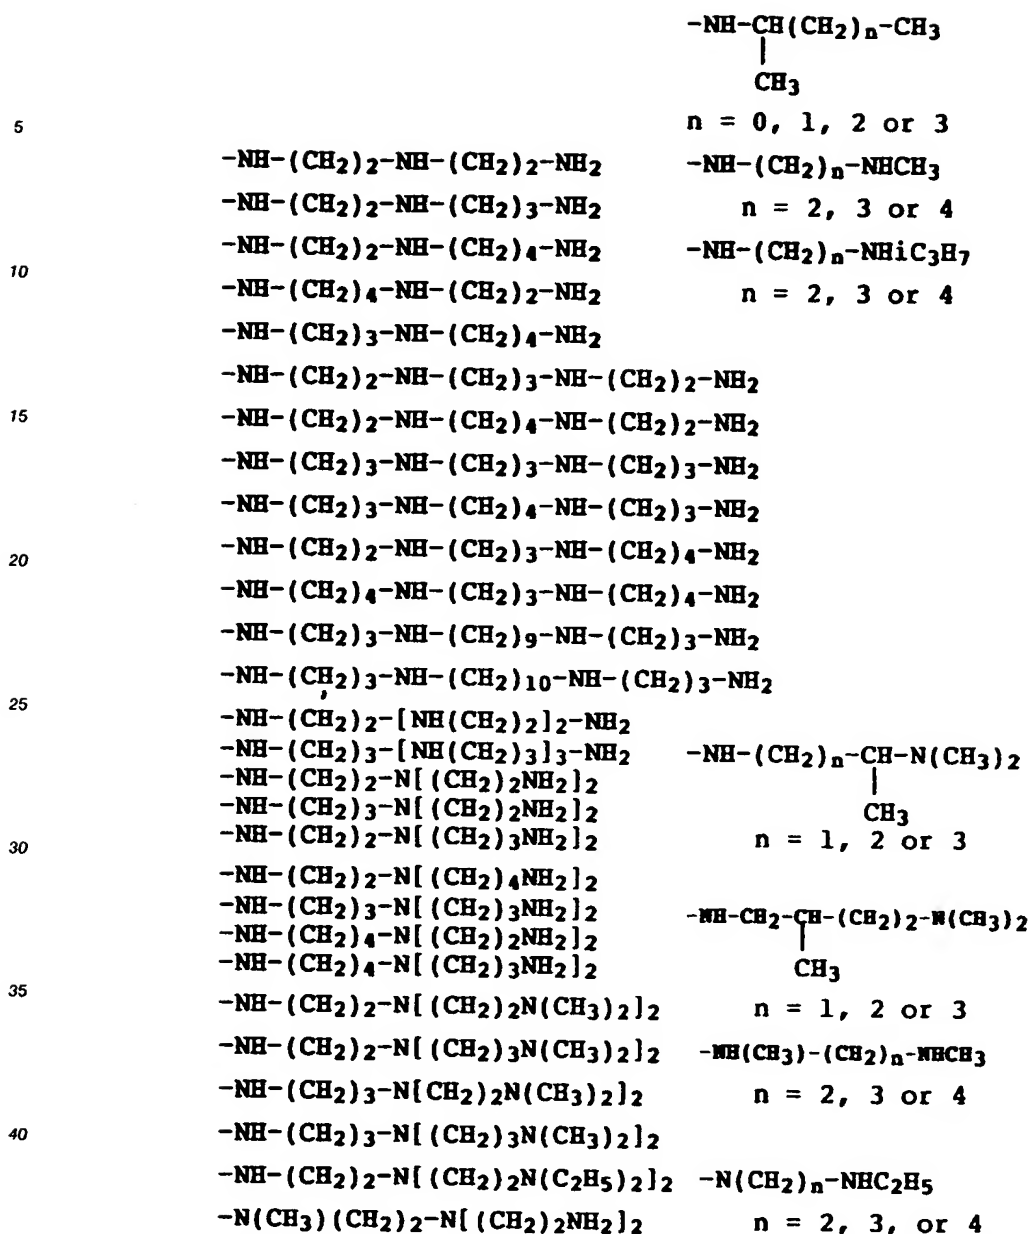 -NH-CH(CH2)n-CH3
CH3
5 n = 0, 1, 2 or 3
-NH-(CH2)2-NH-(CH2)2-NH2 -NH-(CH2)n-NHCH3
-NH-(CH2)2-NH-(CH2)3-NH2 n = 2, 3 or 4
-NH-(CH2)2-NH-(CH2)4-NH2 -NH-(CH2)n-NHiC3H7
10 -NH-(CH2)4-NH-(CH2)2-NH2 n = 2, 3 or 4
-NH-(CH2)3-NH-(CH2)4-NH2
-NH-(CH2)2-NH-(CH2)3-NH-(CH2)2-NH2
15 -NH-(CH2)2-NH-(CH2)4-NH-(CH2)2-NH2
-NH-(CH2)3-NH-(CH2)3-NH-(CH2)3-NH2
-NH-(CH2)3-NH-(CH2)4-NH-(CH2)3-NH2
20 -NH-(CH2)2-NH-(CH2)3-NH-(CH2)4-NH2
-NH-(CH2)4-NH-(CH2)3-NH-(CH2)4-NH2
-NH-(CH2)3-NH-(CH2)9-NH-(CH2)3-NH2
-NH-(CH2)3-NH-(CH2)10-NH-(CH2)3-NH2
25 -NH-(CH2)2-[NH(CH2)2]2-NH2
-NH-(CH2)3-[NH(CH2)3]3-NH2 -NH-(CH2)n-CH-N(CH3)2
-NH-(CH2)2-N[(CH2)2NH2]2
-NH-(CH2)3-N[(CH2)2NH2]2 CH3
30 -NH-(CH2)2-N[(CH2)3NH2]2 n = 1, 2 or 3
-NH-(CH2)2-N[(CH2)4NH2]2
-NH-(CH2)3-N[(CH2)3NH2]2 -NH-CH2-CH-(CH2)2-N(CH3)2
-NH-(CH2)4-N[(CH2)2NH2]2
-NH-(CH2)4-N[(CH2)3NH2]2 CH3
35 -NH-(CH2)2-N[(CH2)2N(CH3)2]2 n = 1, 2 or 3
-NH-(CH2)2-N[(CH2)3N(CH3)2]2 -NH(CH3)-(CH2)n-NHCH3
-NH-(CH2)3-N[CH2)2N(CH3)2]2 n = 2, 3 or 4
40 -NH-(CH2)3-N[(CH2)3N(CH3)2]2
-NH-(CH2)2-N[(CH2)2N(C2H5)2]2 -N(CH2)n-NHC2H5
-N(CH3)(CH2)2-N[(CH2)2NH2]2 n = 2, 3, or 4